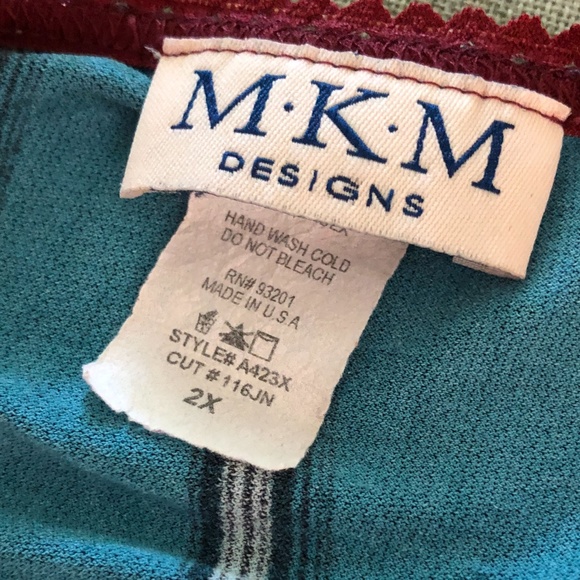 M·K·M
DESIGNS
HAND WASH COLD
DO NOT BLEACH
RN# 93201
MADE IN U.S.A
STYLE# A423X
CUT # 116JN
2X